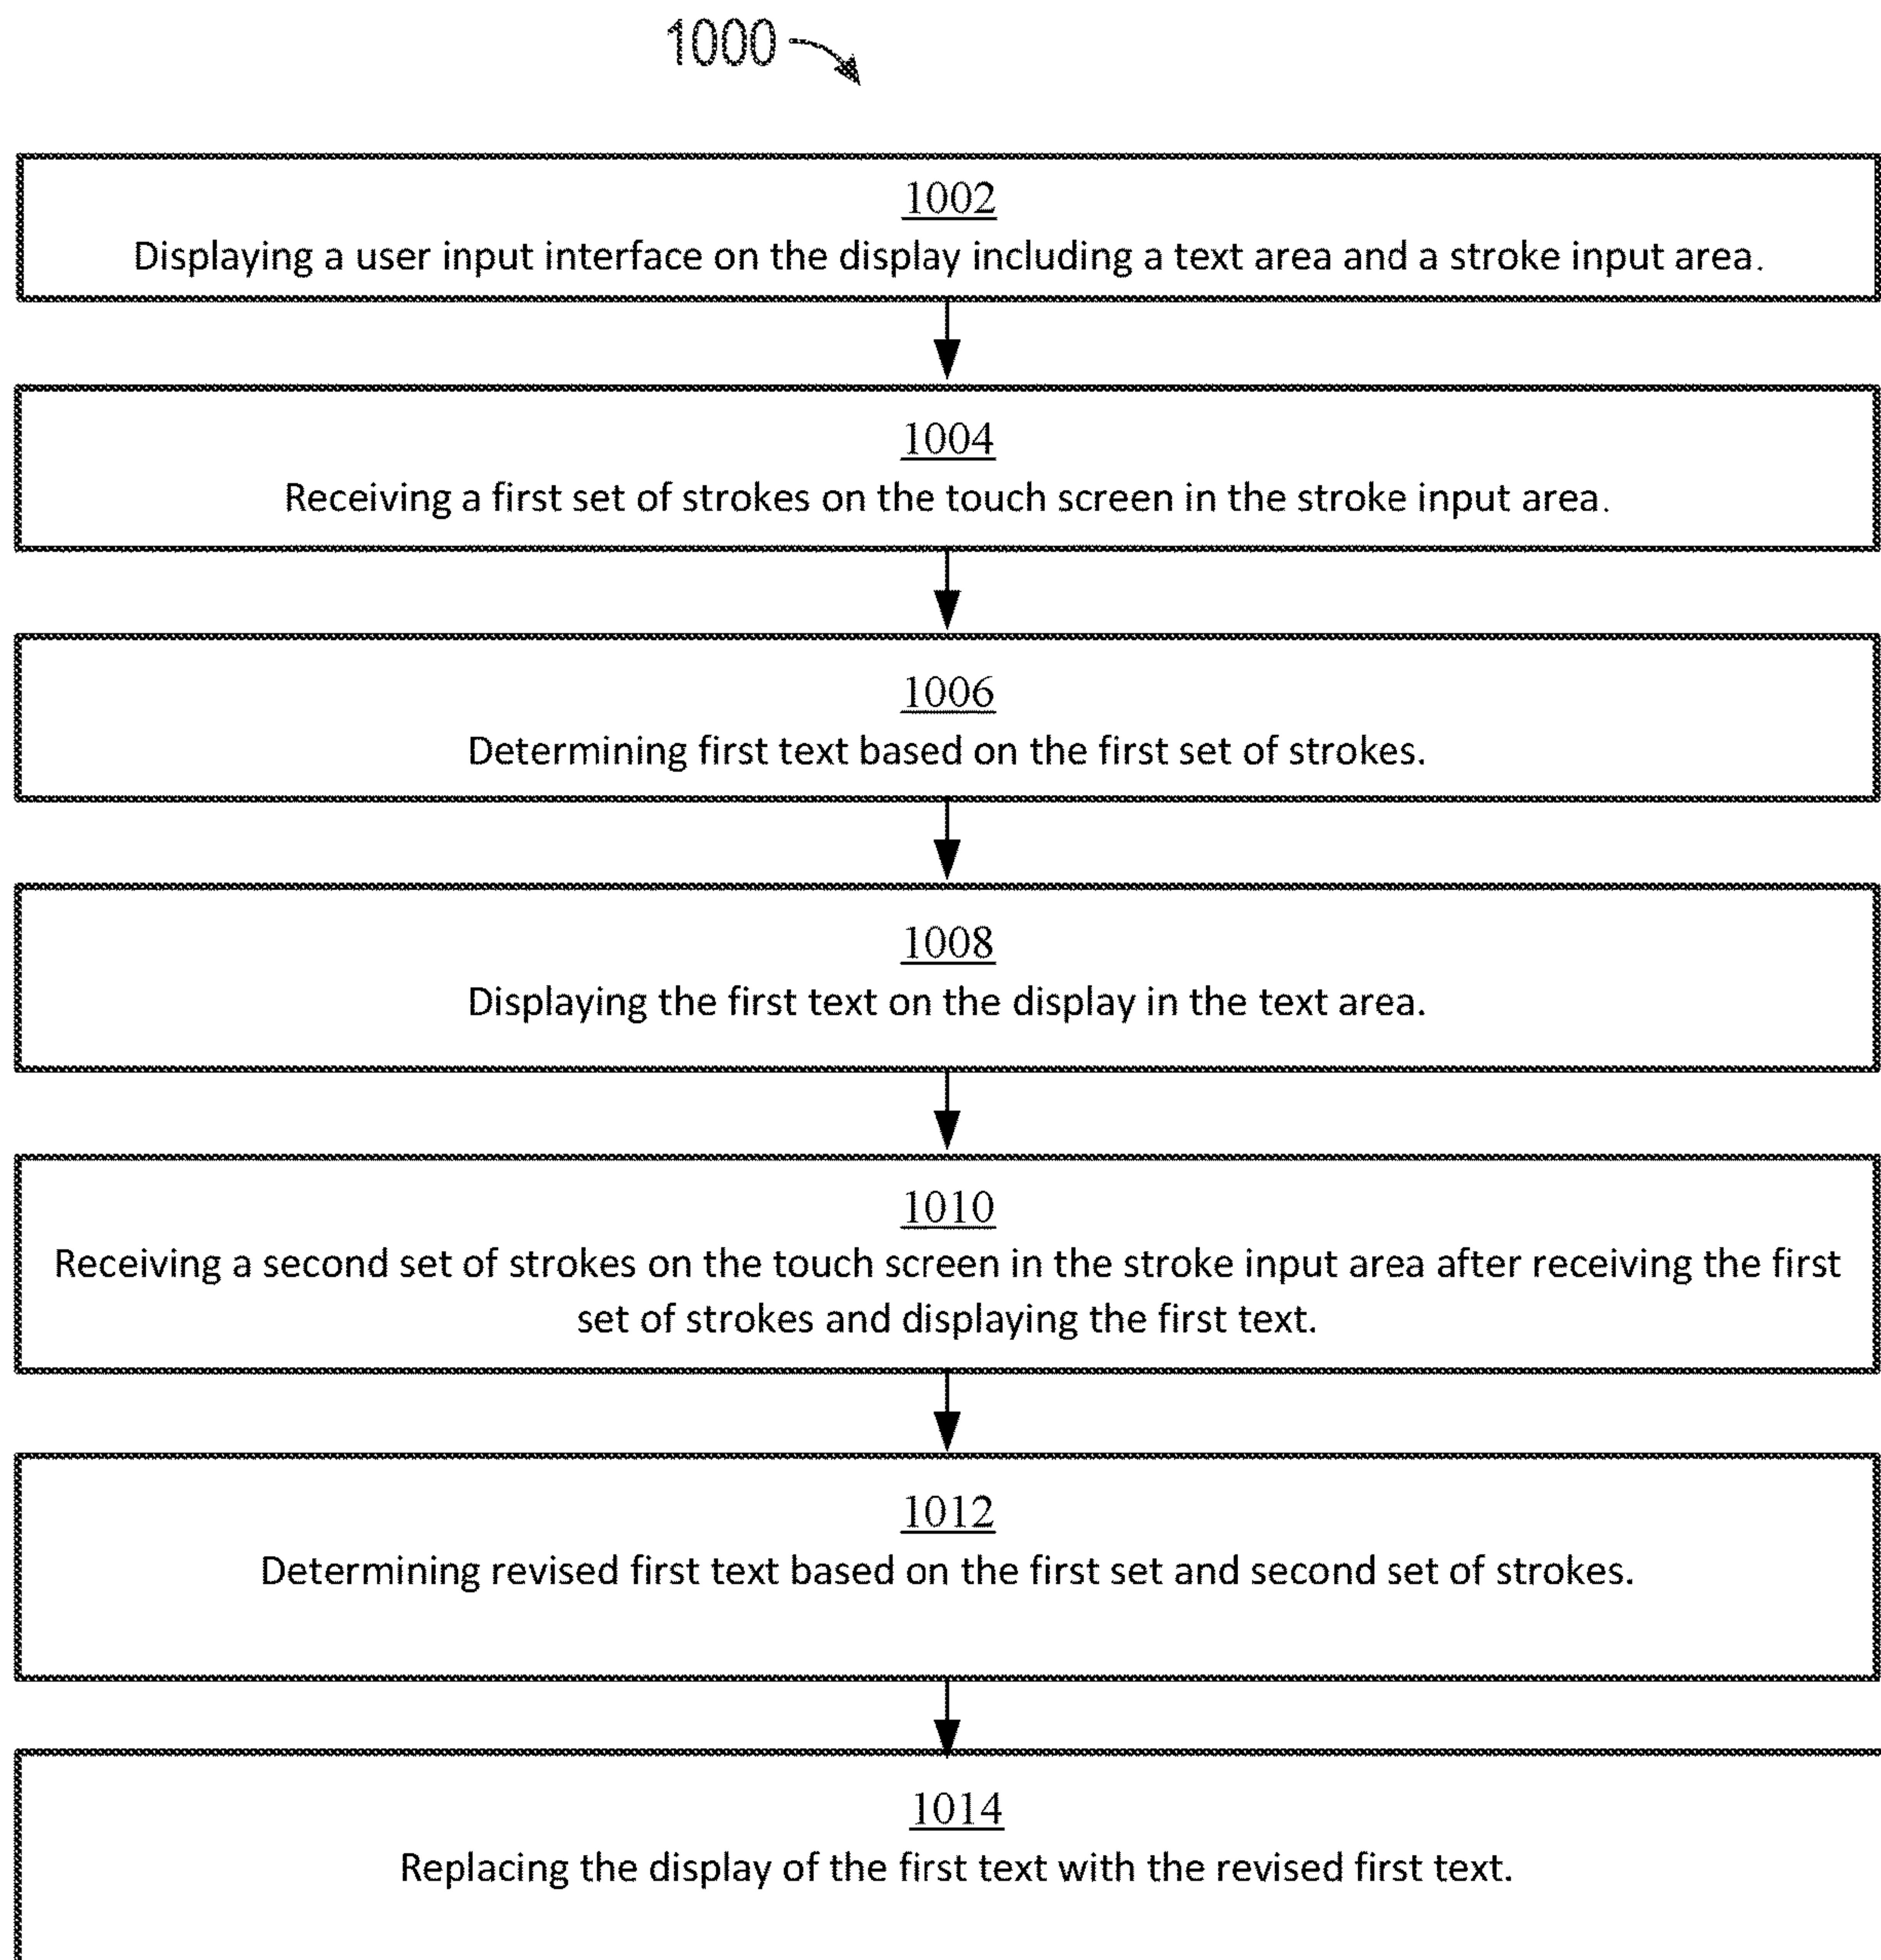 1000
1002
Displaying a user input interface on the display including a text area and a stroke input area.
1004
Receiving a first set of strokes on the touch screen in the stroke input area.
1006
Determining first text based on the first set of strokes.
1008
Displaying the first text on the display in the text area.
1010
Receiving a second set of strokes on the touch screen in the stroke input area after receiving the first
set of strokes and displaying the first text.
1012
Determining revised first text based on the first set and second set of strokes.
1014
Replacing the display of the first text with the revised first text.